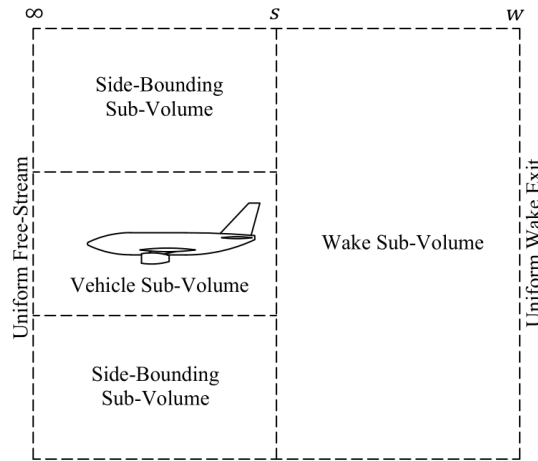 ∞ s w
Side-Bounding
Sub-Volume
Uniform Free-Stream
Vehicle Sub-Volume
Wake Sub-Volume
Uniform Wake Exit
Side-Bounding
Sub-Volume